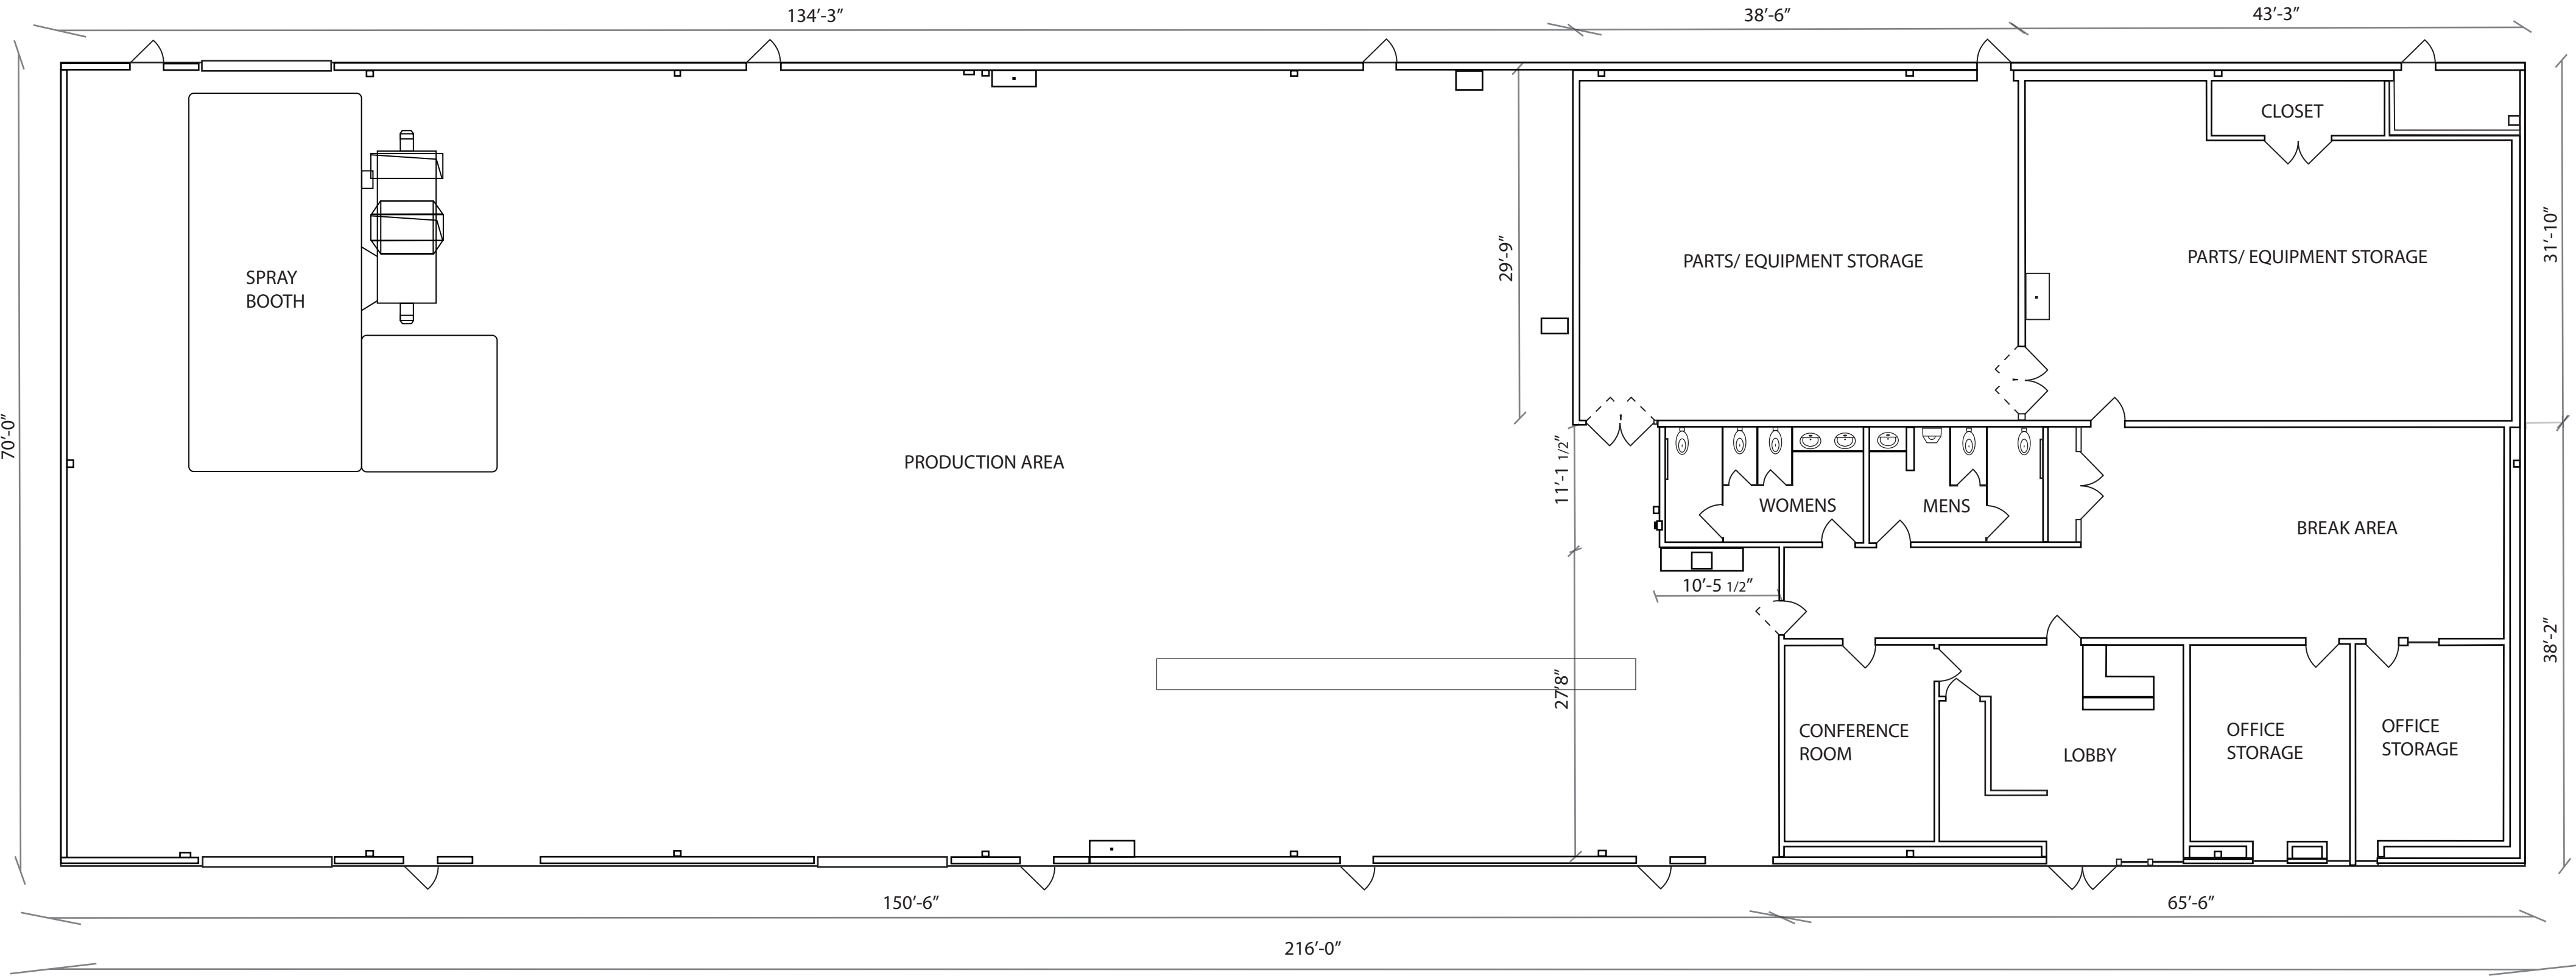 134'-3"
38'-6"
43'-3"
CLOSET
SPRAY
BOOTH
29'-9"
PARTS/ EQUIPMENT STORAGE
PARTS/ EQUIPMENT STORAGE
31'-10"
70'-0"
PRODUCTION AREA
11'-1 1/2"
WOMENS
MENS
BREAK AREA
10'-5 1/2"
27'8"
38'-2"
CONFERENCE
ROOM
LOBBY
OFFICE
STORAGE
OFFICE
STORAGE
150'-6"
65'-6"
216'-0"